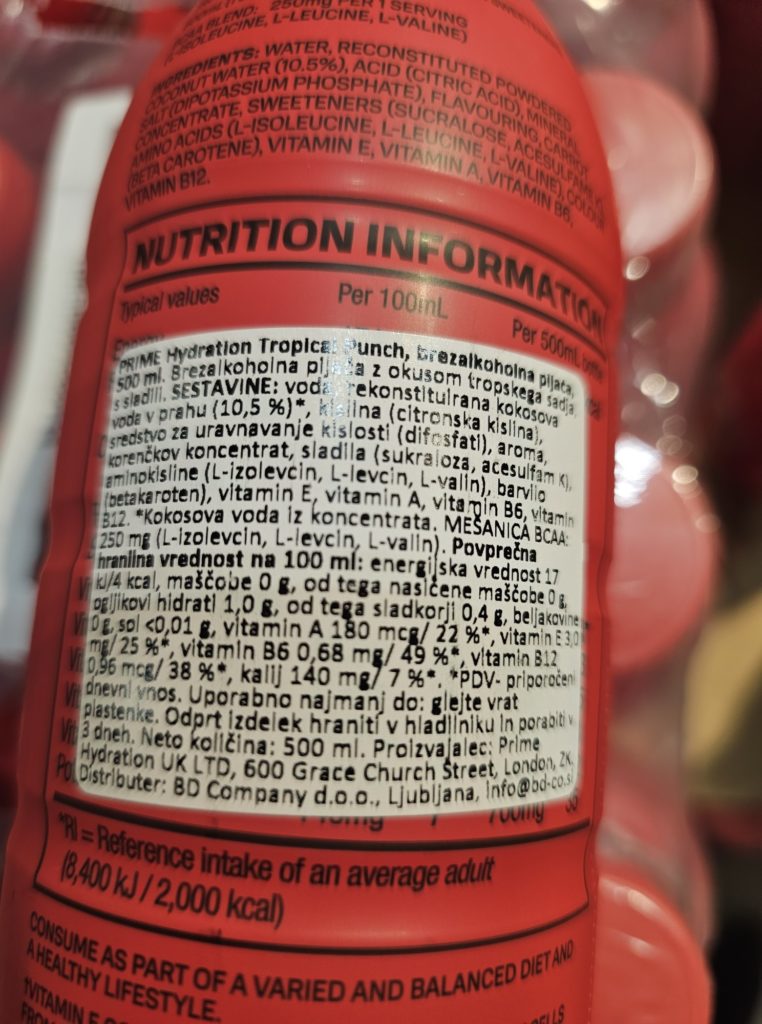 BCAA BLEND: 250mg PER 1 SERVING
(L-ISOLEUCINE, L-LEUCINE, L-VALINE)
INGREDIENTS: WATER, RECONSTITUTED POWDERED
COCONUT WATER (10.5%), ACID (CITRIC ACID), MINERAL
SALT (DIPOTASSIUM PHOSPHATE), FLAVOURING, CARROT
CONCENTRATE, SWEETENERS (SUCRALOSE, ACESULFAME
AMINO ACIDS (L-ISOLEUCINE, L-LEUCINE, L-VALINE), COLOUR
(BETA CAROTENE), VITAMIN E, VITAMIN A, VITAMIN B6,
VITAMIN B12.
NUTRITION INFORMATION
Typical values Per 100mL Per 500mL bottle
PRIME Hydration Tropical Punch, brezalkoholna pijača,
500 ml. Brezalkoholna pijača z okusom tropskega sadja
s sladili. SESTAVINE: voda, rekonstituirana kokosova
voda v prahu (10,5 %)*, kislina (citronska kislina),
sredstvo za uravnavanje kislosti (difosfati), aroma,
korenčkov koncentrat, sladila (sukraloza, acesulfam K),
aminokisline (L-izolevcin, L-levcin, L-valin), barvilo
(betakaroten), vitamin E, vitamin A, vitamin B6, vitamin
B12. *Kokosova voda iz koncentrata. MEŠANICA BCAA:
250 mg (L-izolevcin, L-levcin, L-valin). Povprečna
hranilna vrednost na 100 ml: energijska vrednost 17
kJ/4 kcal, maščobe 0 g, od tega nasičene maščobe 0 g,
ogljikovi hidrati 1,0 g, od tega sladkorji 0,4 g, beljakovine
0 g, sol <0,01 g, vitamin A 180 mcg/ 22 %*, vitamin E 3,0
mg/ 25 %*, vitamin B6 0,68 mg/ 49 %*, vitamin B12
0,96 mcg/ 38 %*, kalij 140 mg/ 7 %*. *PDV- priporočeni
dnevni vnos. Uporabno najmanj do: glejte vrat
plastenke. Odprt izdelek hraniti v hladilniku in porabiti v
3 dneh. Neto količina: 500 ml. Proizvajalec: Prime
Hydration UK LTD, 600 Grace Church Street, London, ZK.
Distributer: BD Company d.o.o., Ljubljana, info@bd-co.si
700mg
*RI = Reference intake of an average adult
(8,400 kJ / 2,000 kcal)
CONSUME AS PART OF A VARIED AND BALANCED DIET AND
A HEALTHY LIFESTYLE.